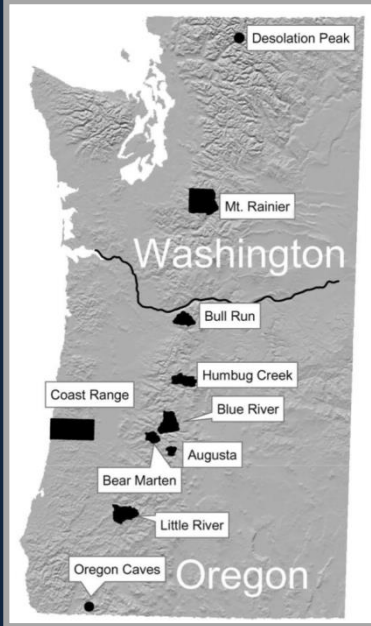 Desolation Peak
Mt. Rainier
Washington
Bull Run
Humbug Creek
Coast Range
Blue River
Augusta
Bear Marten
Little River
Oregon Caves
Oregon